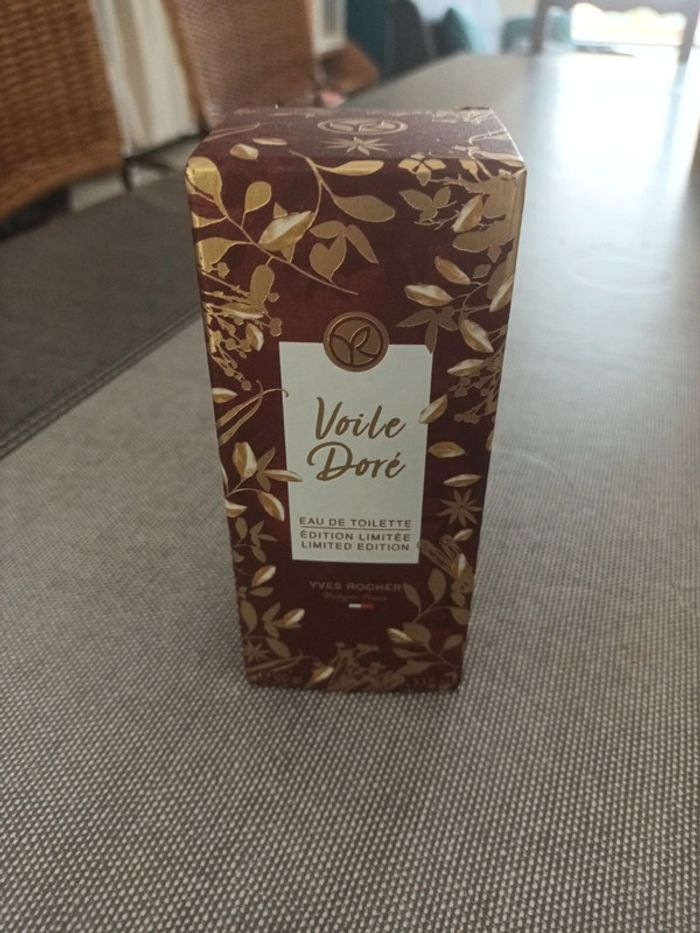 Voile
Doré
EAU DE TOILETTE
ÉDITION LIMITÉE
LIMITED EDITION
YVES ROCHER